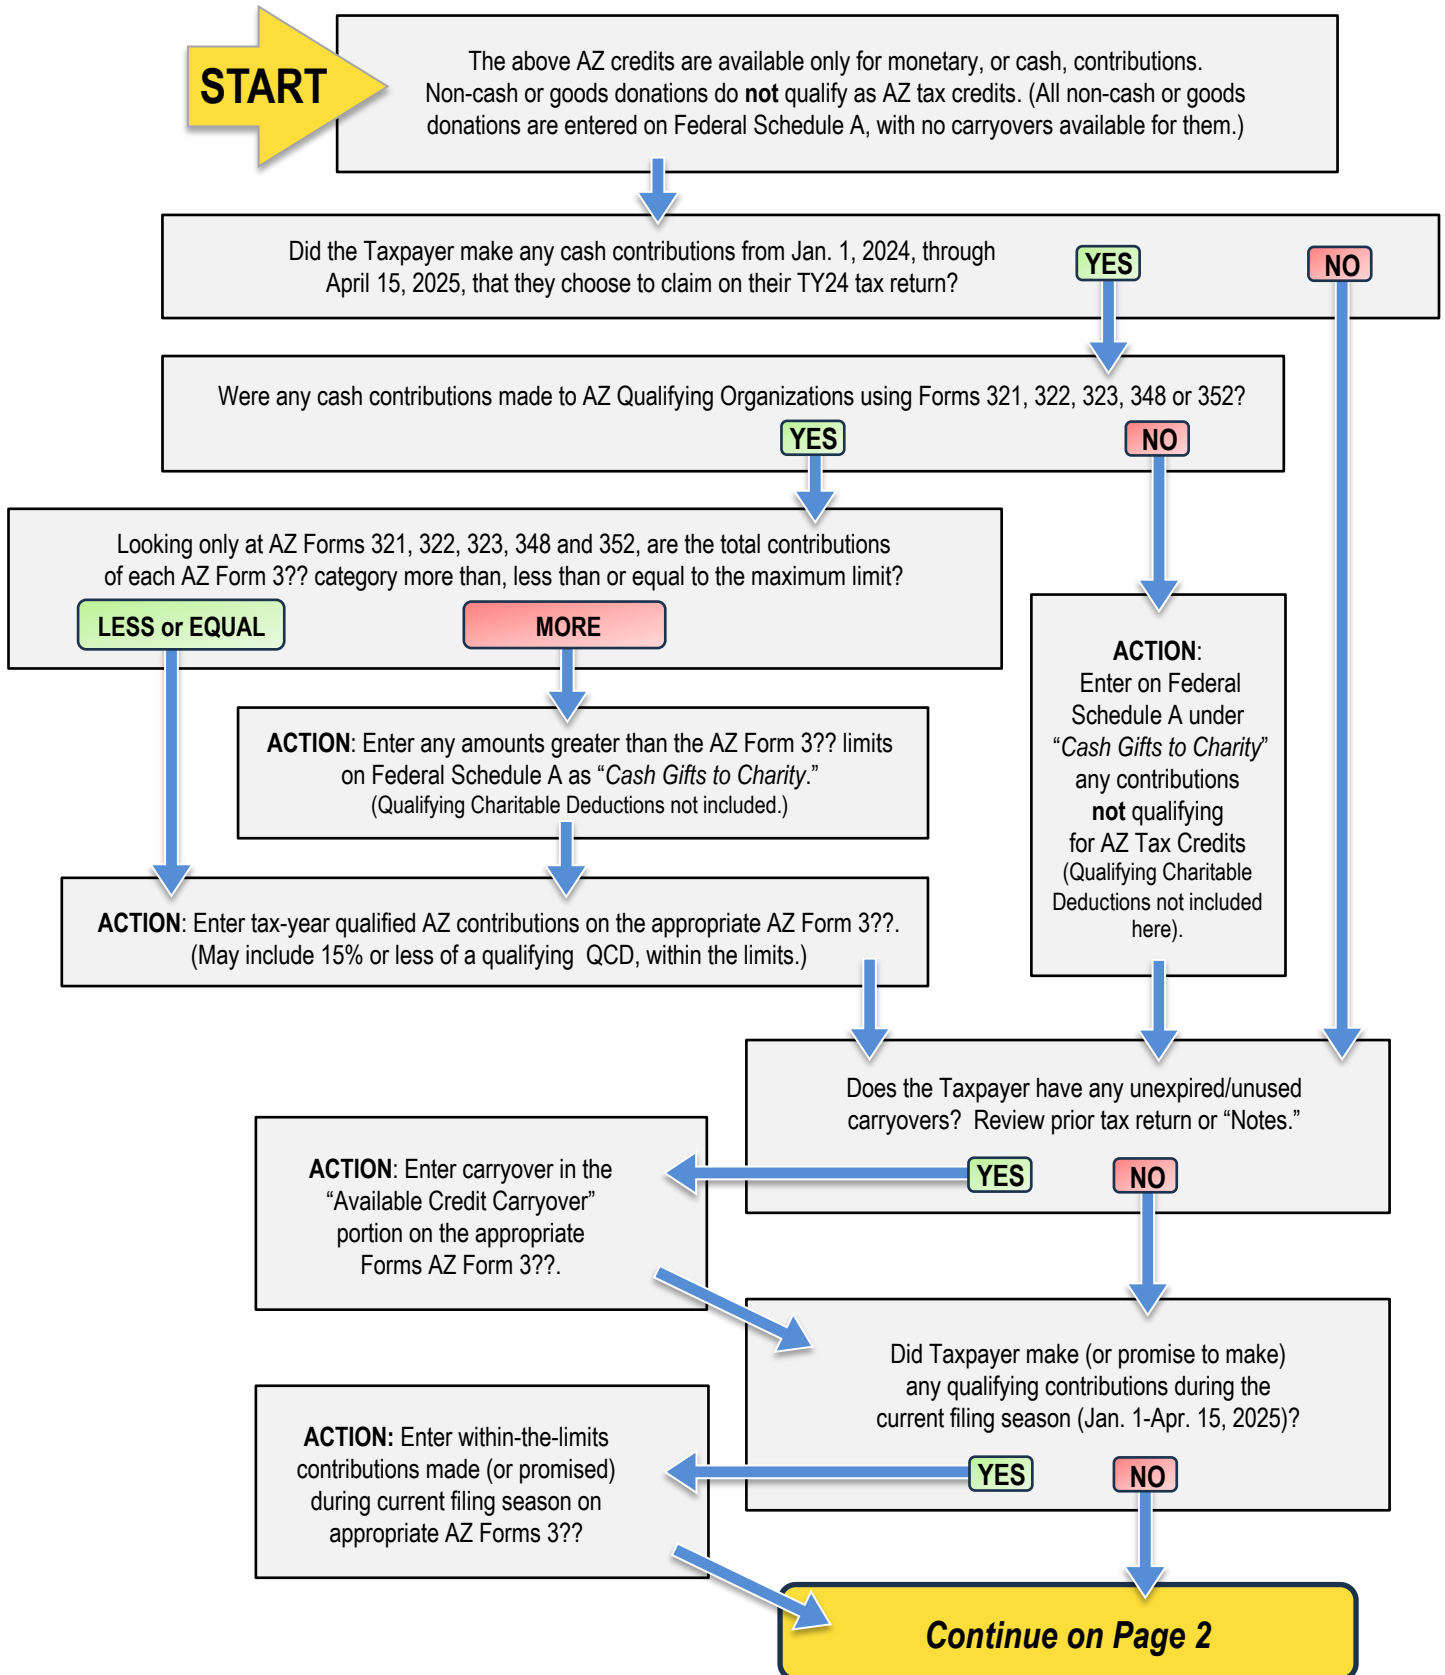 START
The above AZ credits are available only for monetary, or cash, contributions.
Non-cash or goods donations do not qualify as AZ tax credits. (All non-cash or goods
donations are entered on Federal Schedule A, with no carryovers available for them.)
Did the Taxpayer make any cash contributions from Jan. 1, 2024, through
April 15, 2025, that they choose to claim on their TY24 tax return?
YES
NO
Were any cash contributions made to AZ Qualifying Organizations using Forms 321, 322, 323, 348 or 352?
YES
NO
Looking only at AZ Forms 321, 322, 323, 348 and 352, are the total contributions
of each AZ Form 3?? category more than, less than or equal to the maximum limit?
LESS or EQUAL
MORE
ACTION: Enter any amounts greater than the AZ Form 3?? limits
on Federal Schedule A as “Cash Gifts to Charity.”
(Qualifying Charitable Deductions not included.)
ACTION:
Enter on Federal
Schedule A under
“Cash Gifts to Charity”
any contributions
not qualifying
for AZ Tax Credits
(Qualifying Charitable
Deductions not included
here).
ACTION: Enter tax-year qualified AZ contributions on the appropriate AZ Form 3??.
(May include 15% or less of a qualifying QCD, within the limits.)
Does the Taxpayer have any unexpired/unused
carryovers? Review prior tax return or “Notes.”
YES
NO
ACTION: Enter carryover in the
“Available Credit Carryover”
portion on the appropriate
Forms AZ Form 3??.
Did Taxpayer make (or promise to make)
any qualifying contributions during the
current filing season (Jan. 1-Apr. 15, 2025)?
YES
NO
ACTION: Enter within-the-limits
contributions made (or promised)
during current filing season on
appropriate AZ Forms 3??
Continue on Page 2